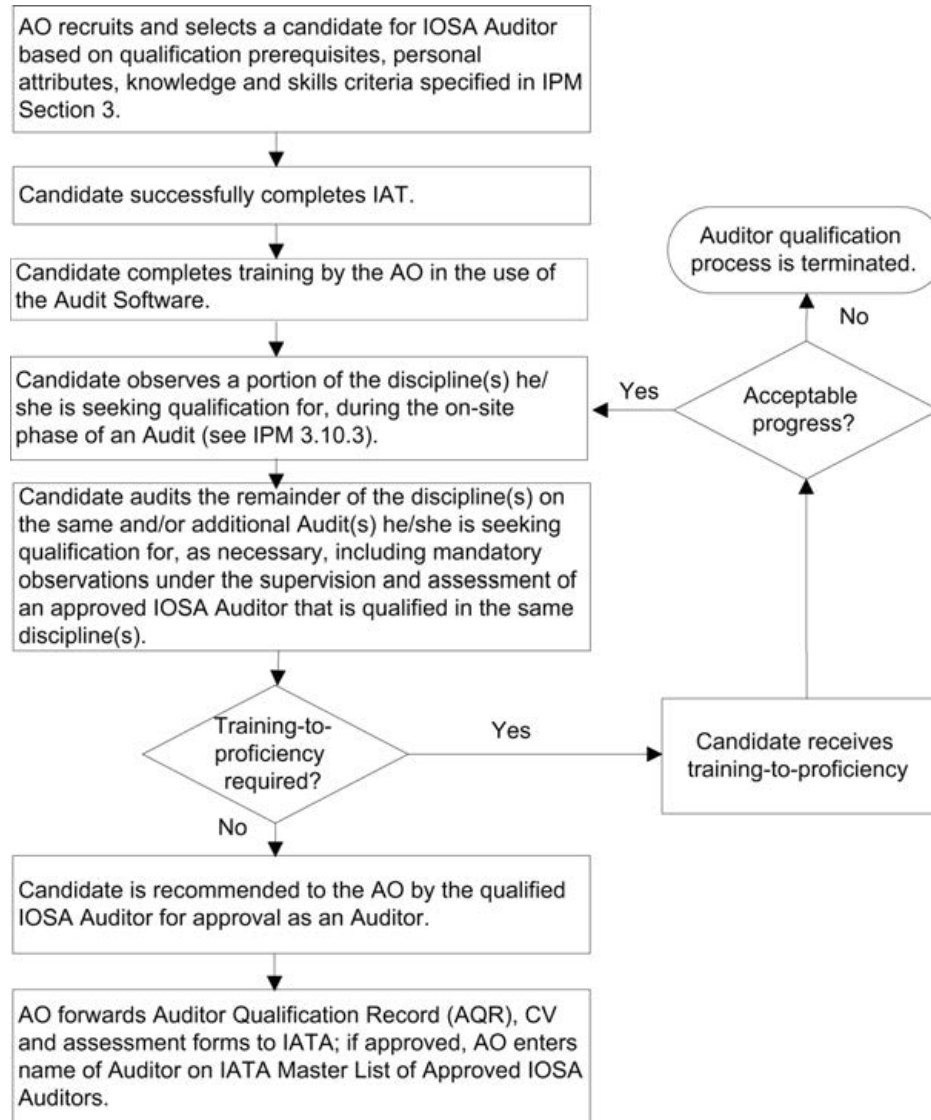 AO recruits and selects a candidate for IOSA Auditor
based on qualification prerequisites, personal
attributes, knowledge and skills criteria specified in IPM
Section 3.
Candidate successfully completes IAT.
Candidate completes training by the AO in the use of
the Audit Software.
Auditor qualification
process is terminated.
No
Candidate observes a portion of the discipline(s) he/
she is seeking qualification for, during the on-site
phase of an Audit (see IPM 3.10.3).
Yes
Acceptable
progress?
Candidate audits the remainder of the discipline(s) on
the same and/or additional Audit(s) he/she is seeking
qualification for, as necessary, including mandatory
observations under the supervision and assessment of
an approved IOSA Auditor that is qualified in the same
discipline(s).
Training-to-
proficiency
required?
Yes
Candidate receives
training-to-proficiency
No
Candidate is recommended to the AO by the qualified
IOSA Auditor for approval as an Auditor.
AO forwards Auditor Qualification Record (AQR), CV
and assessment forms to IATA; if approved, AO enters
name of Auditor on IATA Master List of Approved IOSA
Auditors.